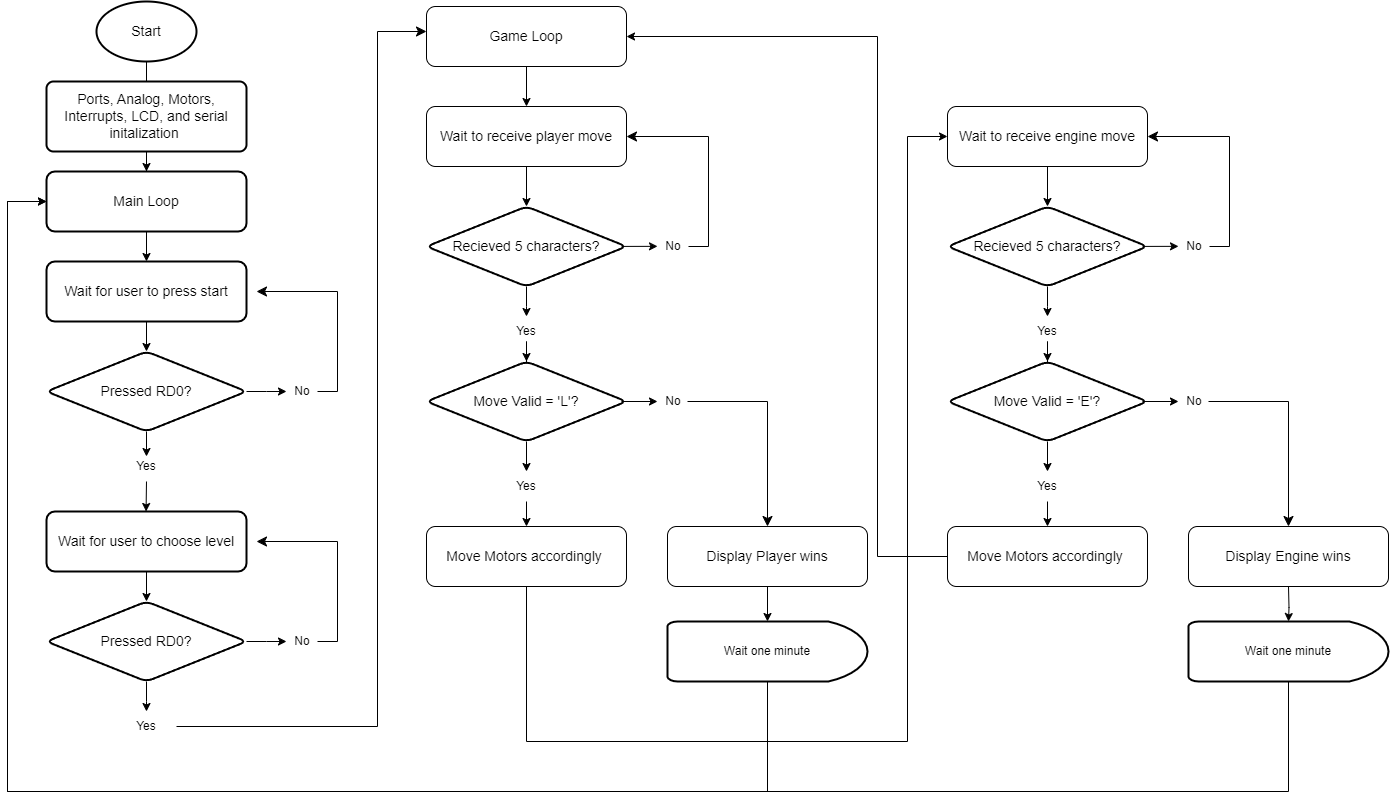 Start
Ports, Analog, Motors,
Interrupts, LCD, and serial
initalization
Main Loop
Wait for user to press start
Pressed RD0?
No
Yes
Wait for user to choose level
Pressed RD0?
No
Yes
Game Loop
Wait to receive player move
Recieved 5 characters?
No
Yes
Move Valid = 'L'?
No
Yes
Move Motors accordingly
Display Player wins
Wait one minute
Wait to receive engine move
Recieved 5 characters?
No
Yes
Move Valid = 'E'?
No
Yes
Move Motors accordingly
Display Engine wins
Wait one minute